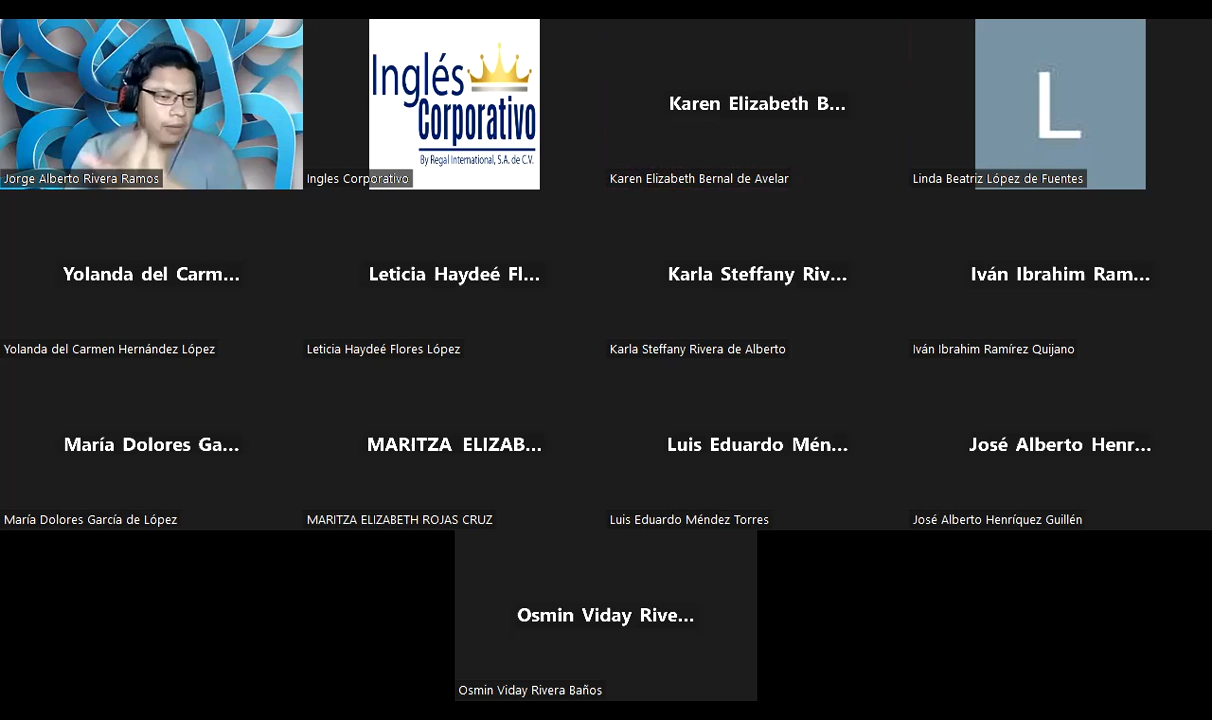 Jorge Alberto Rivera Ramos
Inglés
Corporativo
By Regal International, S.A. de C.V.
Ingles Corporativo
Karen Elizabeth B...
Karen Elizabeth Bernal de Avelar
L
Linda Beatriz López de Fuentes
Yolanda del Carm...
Yolanda del Carmen Hernández López
Leticia Haydeé Fl...
Leticia Haydeé Flores López
Karla Steffany Riv...
Karla Steffany Rivera de Alberto
Iván Ibrahim Ram...
Iván Ibrahim Ramírez Quijano
María Dolores Ga...
María Dolores García de López
MARITZA ELIZAB...
MARITZA ELIZABETH ROJAS CRUZ
Luis Eduardo Mén...
Luis Eduardo Méndez Torres
José Alberto Henr...
José Alberto Henríquez Guillén
Osmin Viday Rive...
Osmin Viday Rivera Baños